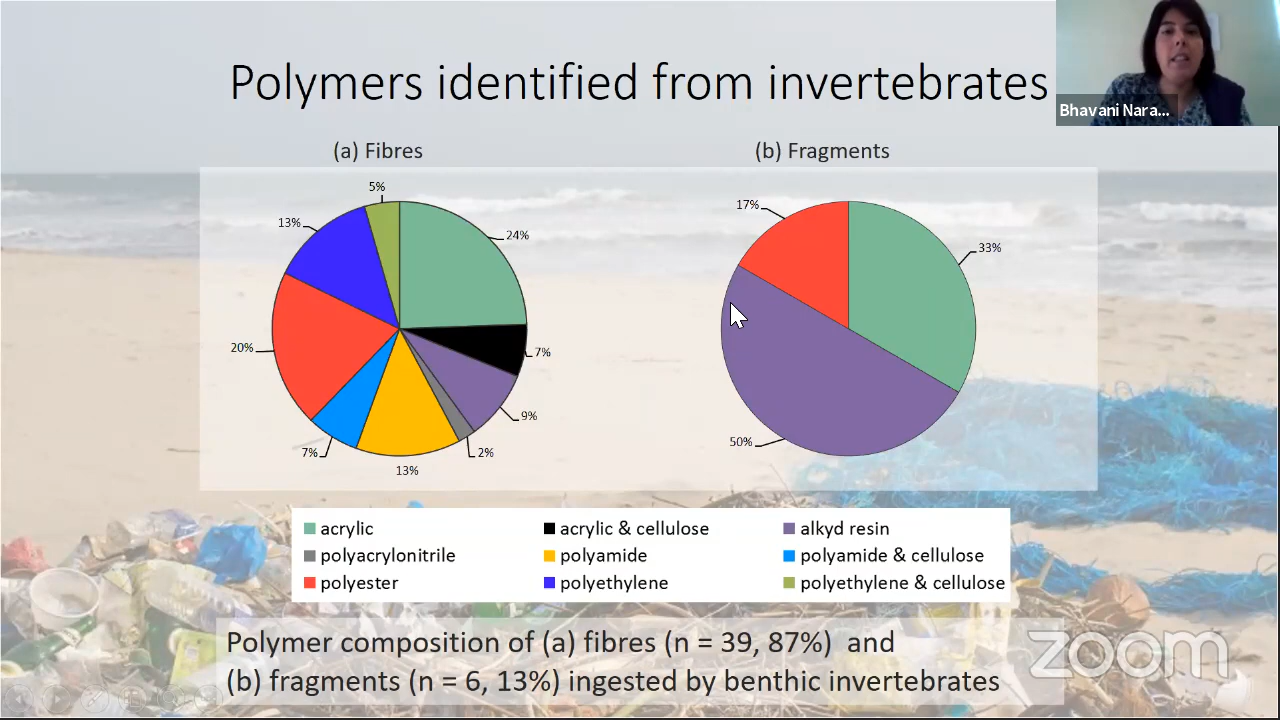 Polymers identified from invertebrates
Bhavani Nara...
(a) Fibres
(b) Fragments
5%
13%
24%
20%
7%
9%
7%
2%
13%
17%
33%
50%
acrylic
acrylic & cellulose
alkyd resin
polyacrylonitrile
polyamide
polyamide & cellulose
polyester
polyethylene
polyethylene & cellulose
Polymer composition of (a) fibres (n = 39, 87%) and
(b) fragments (n = 6, 13%) ingested by benthic invertebrates
zoom